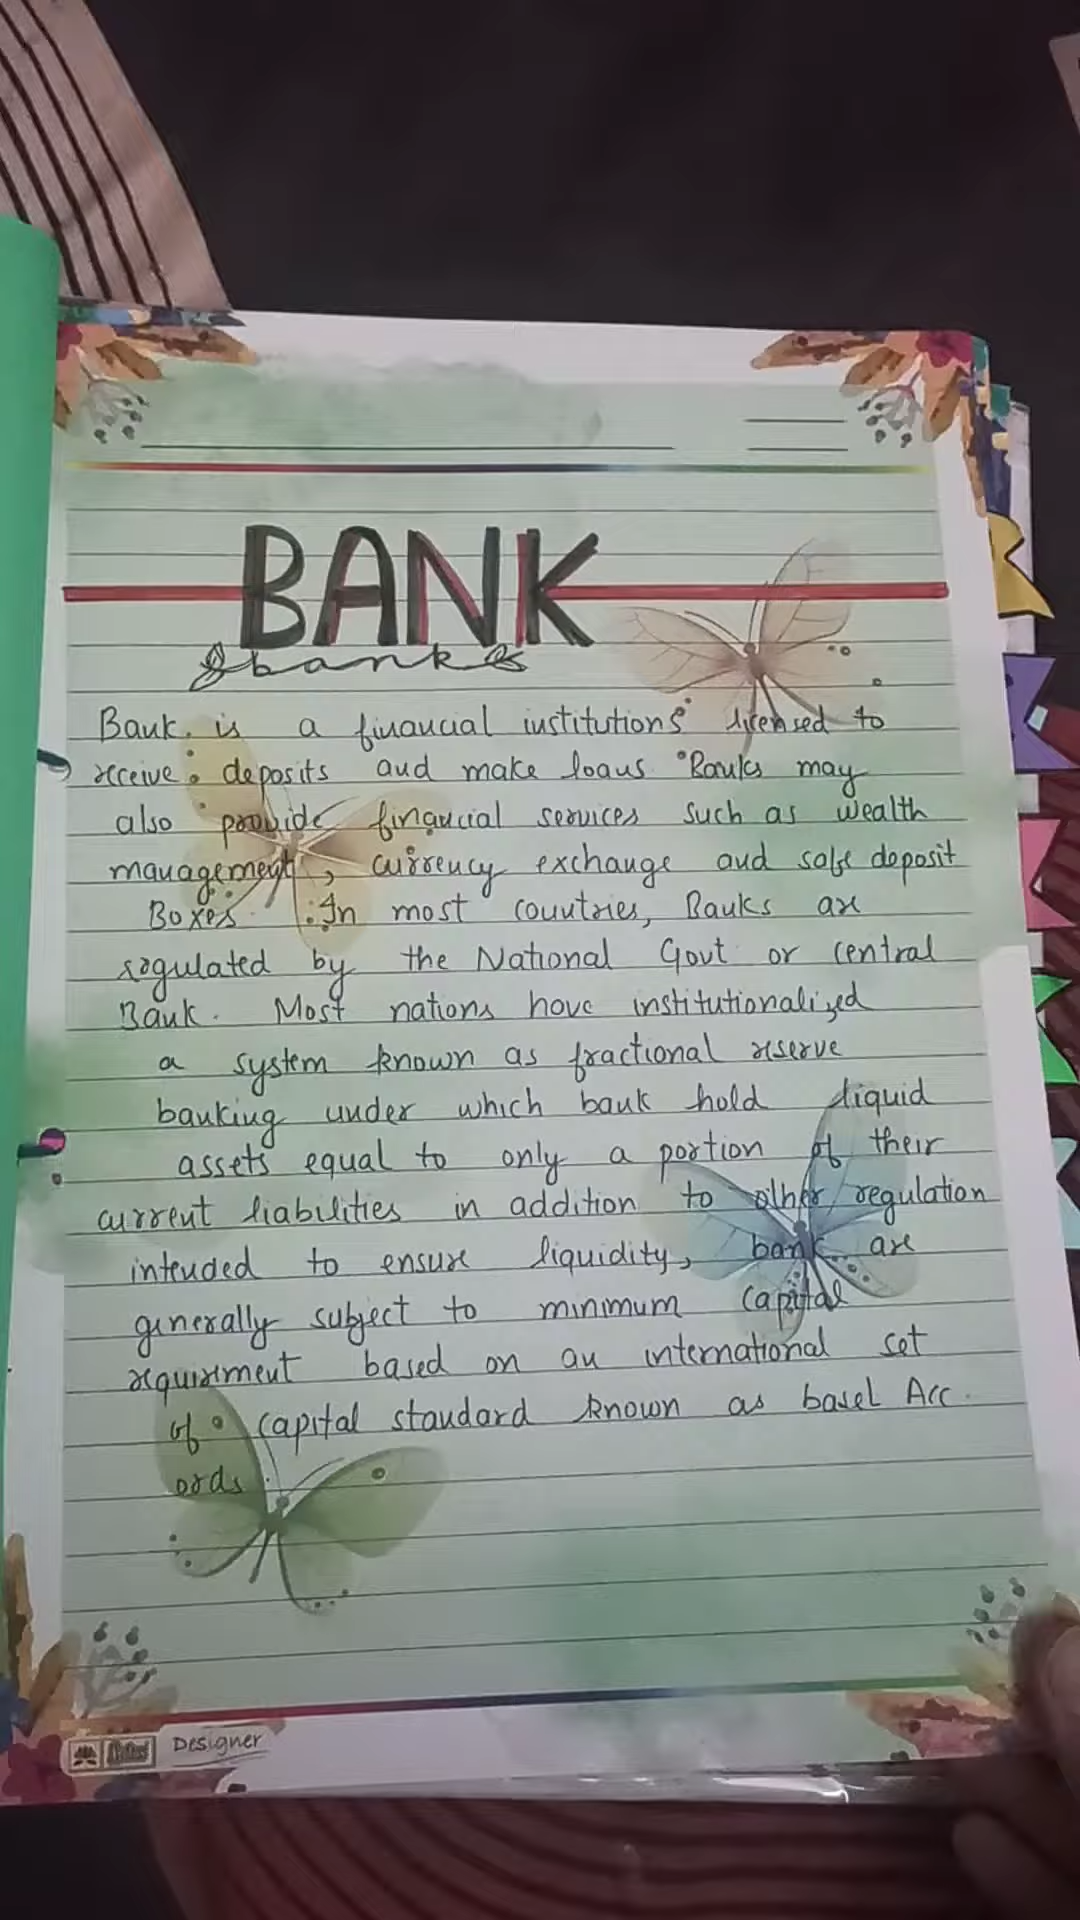 BANK
bank
Bank is a financial institutions licensed to
receive deposits and make loans. Banks may
also provide financial services such as wealth
management, currency exchange and safe deposit
Boxes. In most countries, Banks are
regulated by the National Govt or central
Bank. Most nations have institutionalized
a system known as fractional reserve
banking under which bank hold liquid
assets equal to only a portion of their
current liabilities in addition to other regulation
intended to ensure liquidity, bank are
generally subject to minimum capital
requirment based on an international set
of capital standard known as basel Acc
ords
Designer